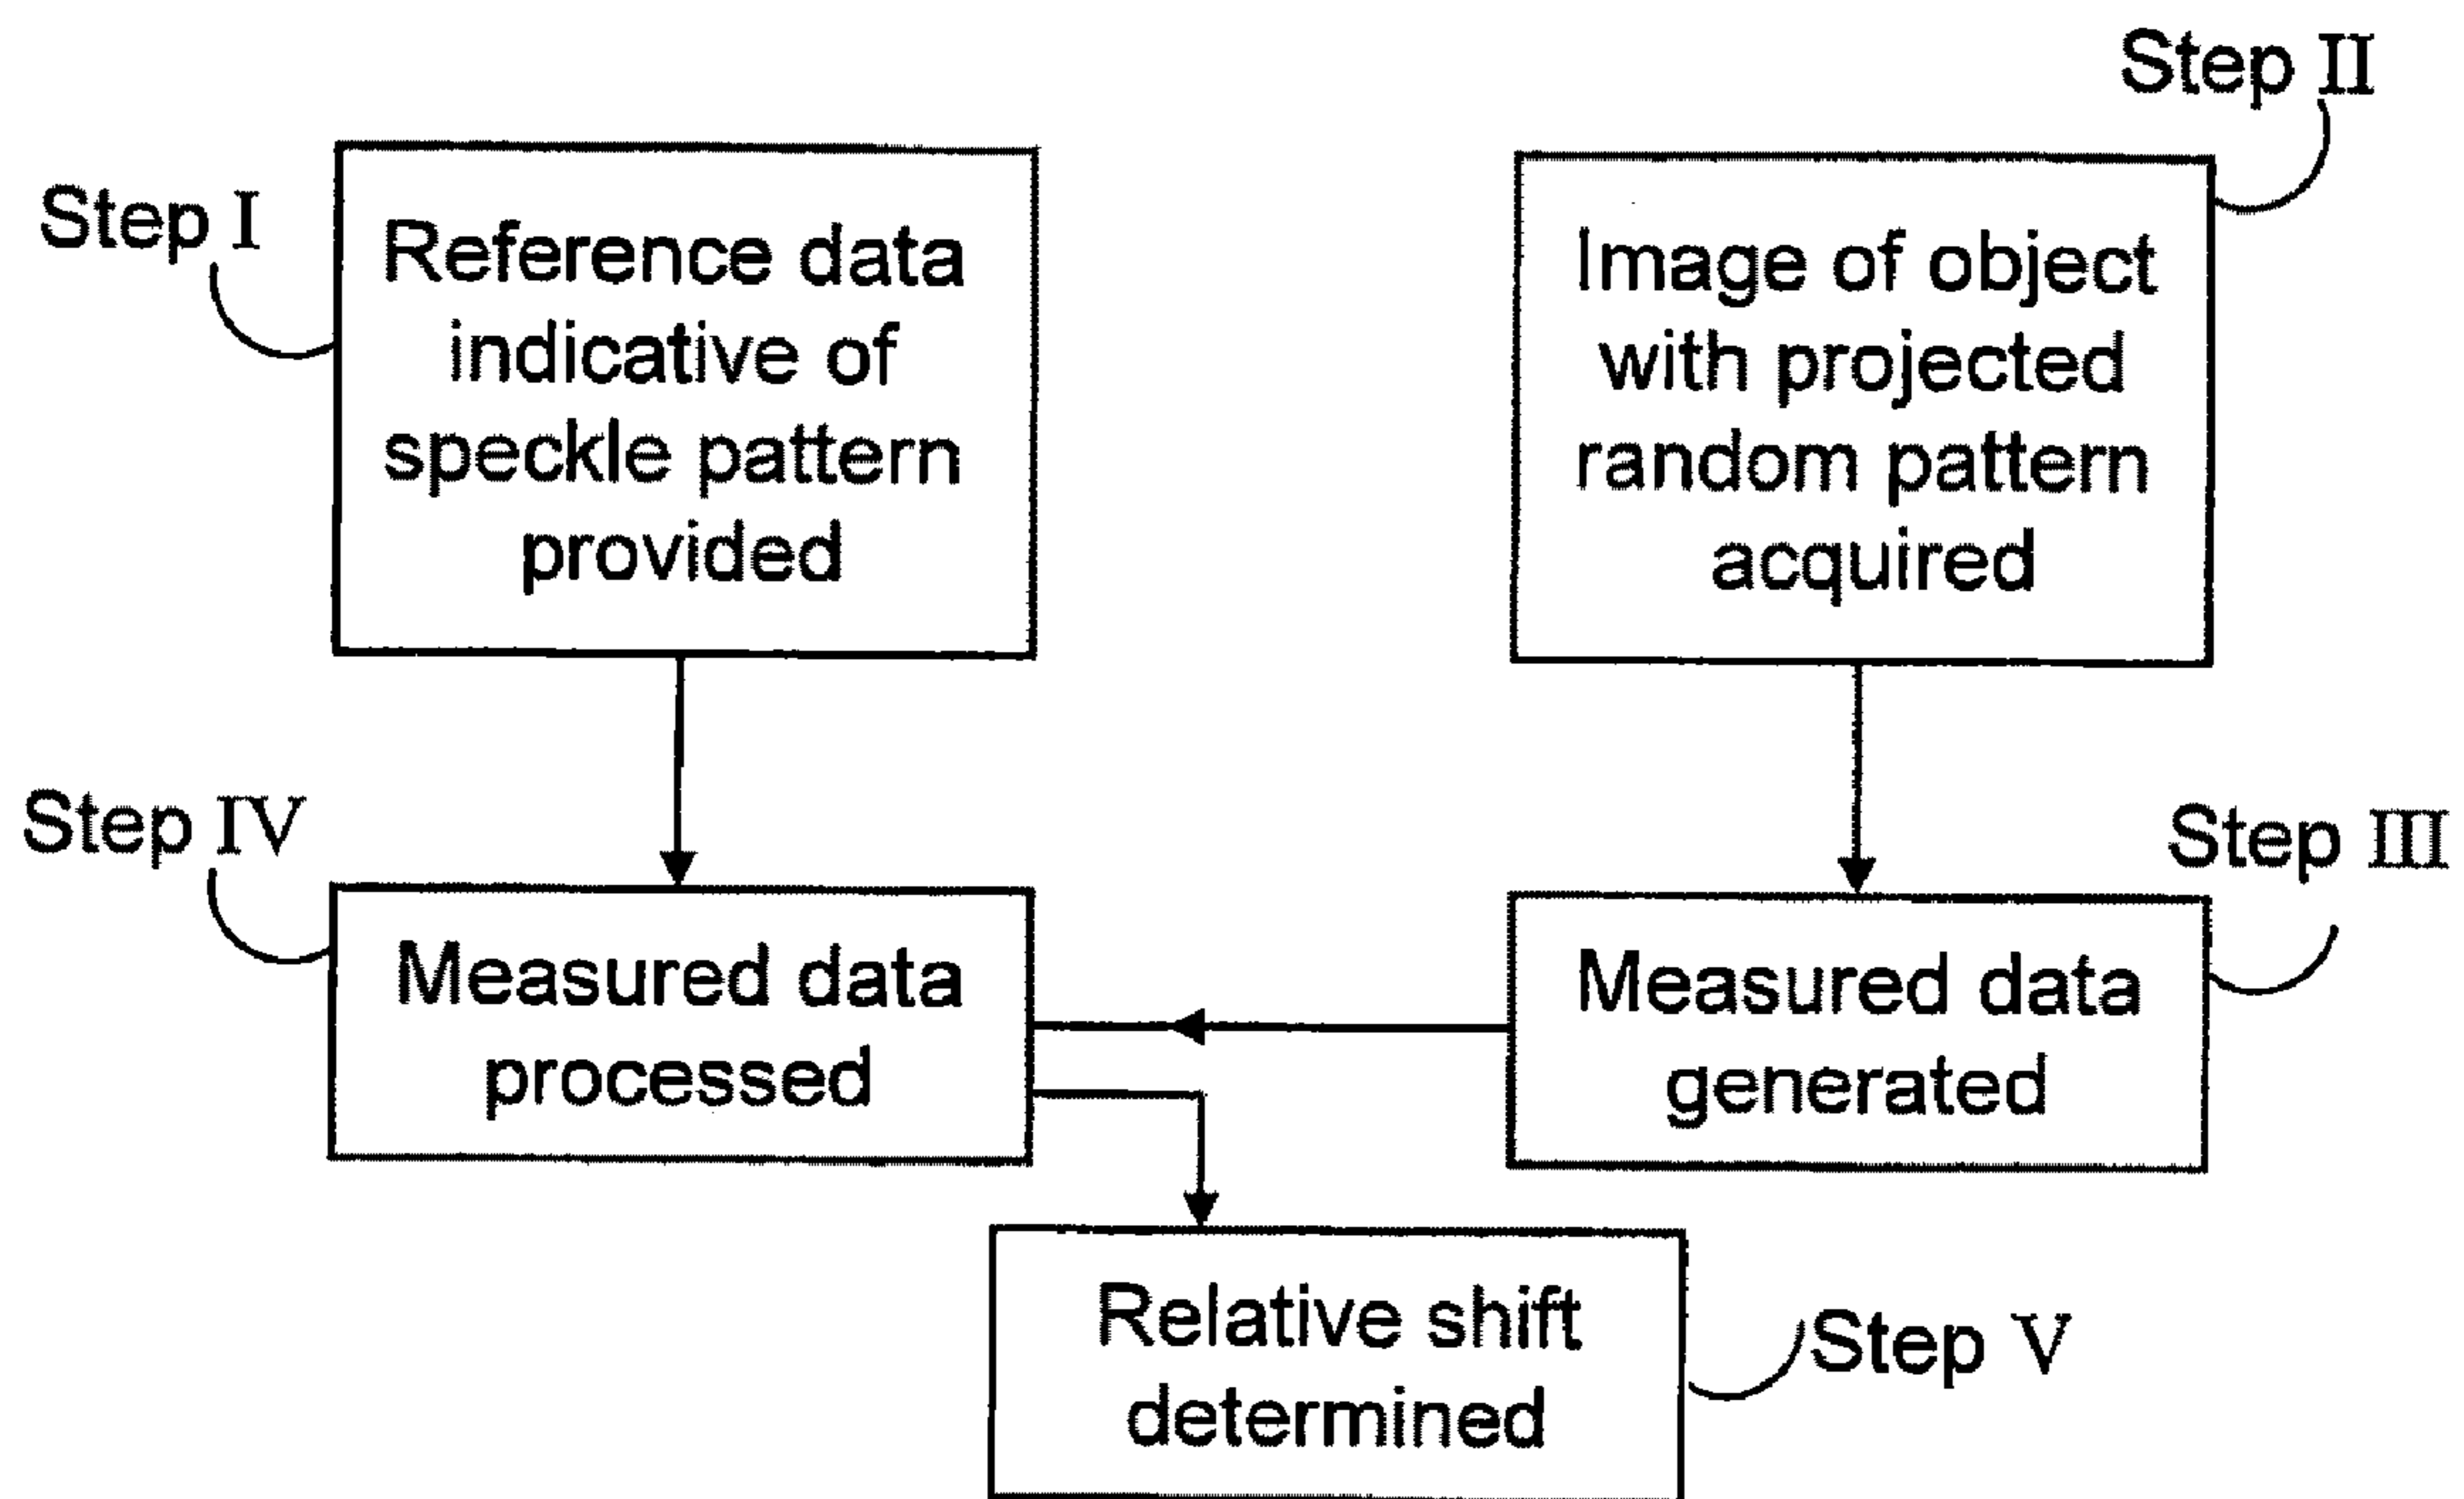 Step II
Step I
Reference data
indicative of
speckle pattern
provided
Image of object
with projected
random pattern
acquired
Step IV
Step III
Measured data
processed
Measured data
generated
Relative shift
determined
Step V